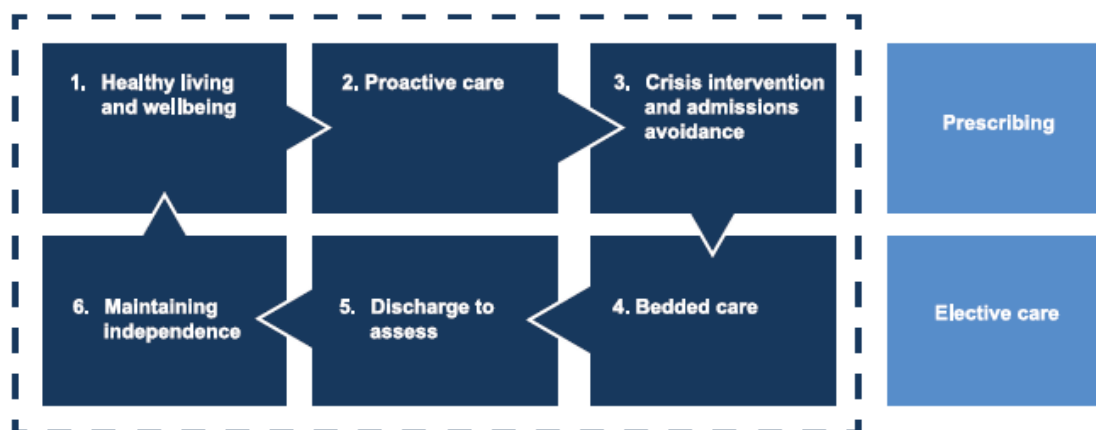 1. Healthy living
and wellbeing
2. Proactive care
3. Crisis intervention
and admissions
avoidance
Prescribing
6. Maintaining
independence
5. Discharge to
assess
4. Bedded care
Elective care